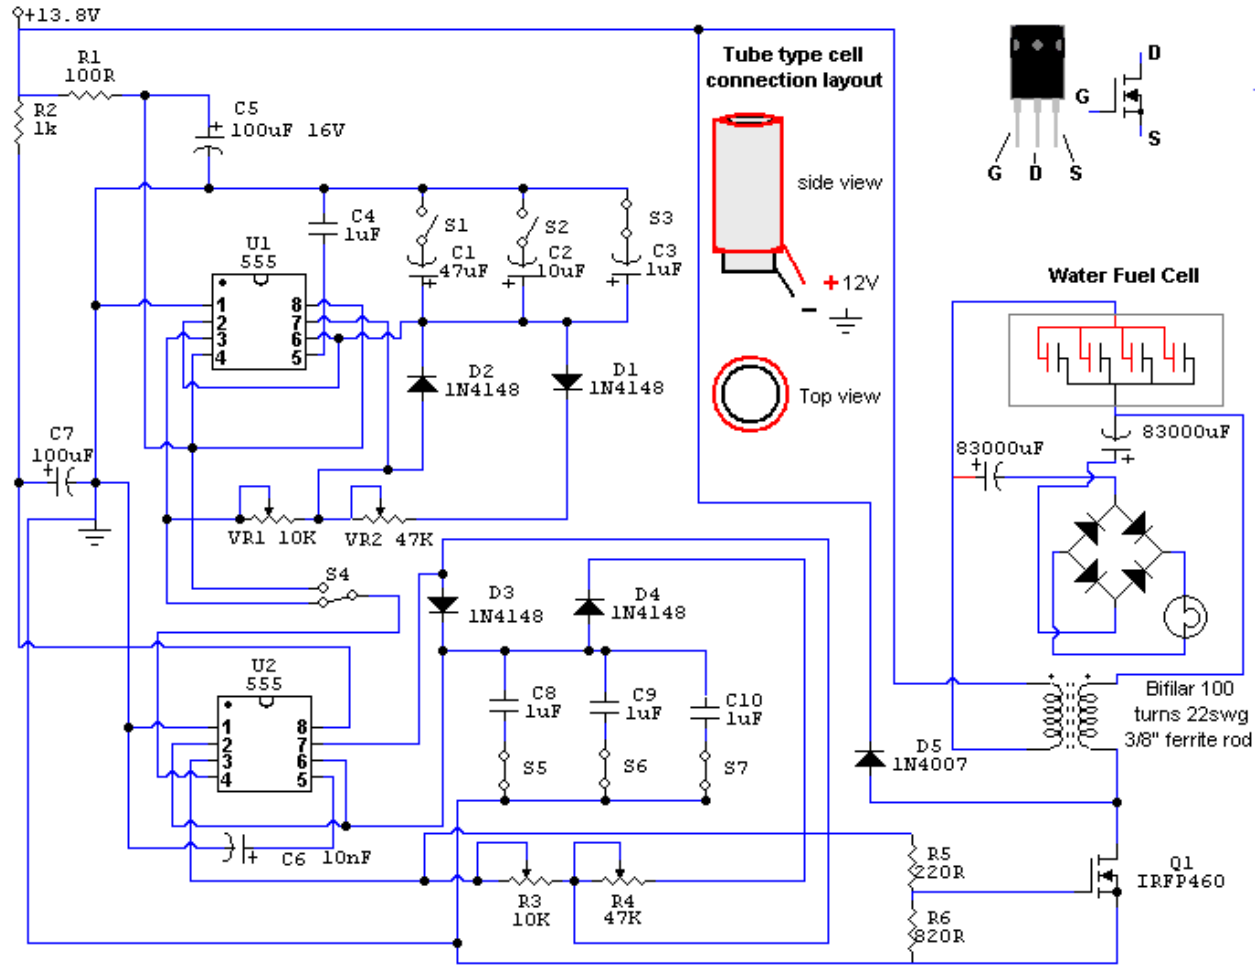 +13.8V
R1
100R
R2
1k
C5
100uF 16V
Tube type cell
connection layout
side view
+ 12V
-
Top view
D
G
S
G D S
C4
1uF
S1
S2
S3
C1
47uF
C2
10uF
C3
1uF
U1
555
1
2
3
4
8
7
6
5
D2
1N4148
D1
1N4148
C7
100uF
VR1 10K
VR2 47K
S4
Water Fuel Cell
83000uF
83000uF
D3
1N4148
D4
1N4148
U2
555
1
2
3
4
8
7
6
5
C8
1uF
C9
1uF
C10
1uF
S5
S6
S7
C6 10nF
D5
1N4007
Bifilar 100
turns 22swg
3/8" ferrite rod
R3
10K
R4
47K
R5
220R
R6
820R
Q1
IRFP460